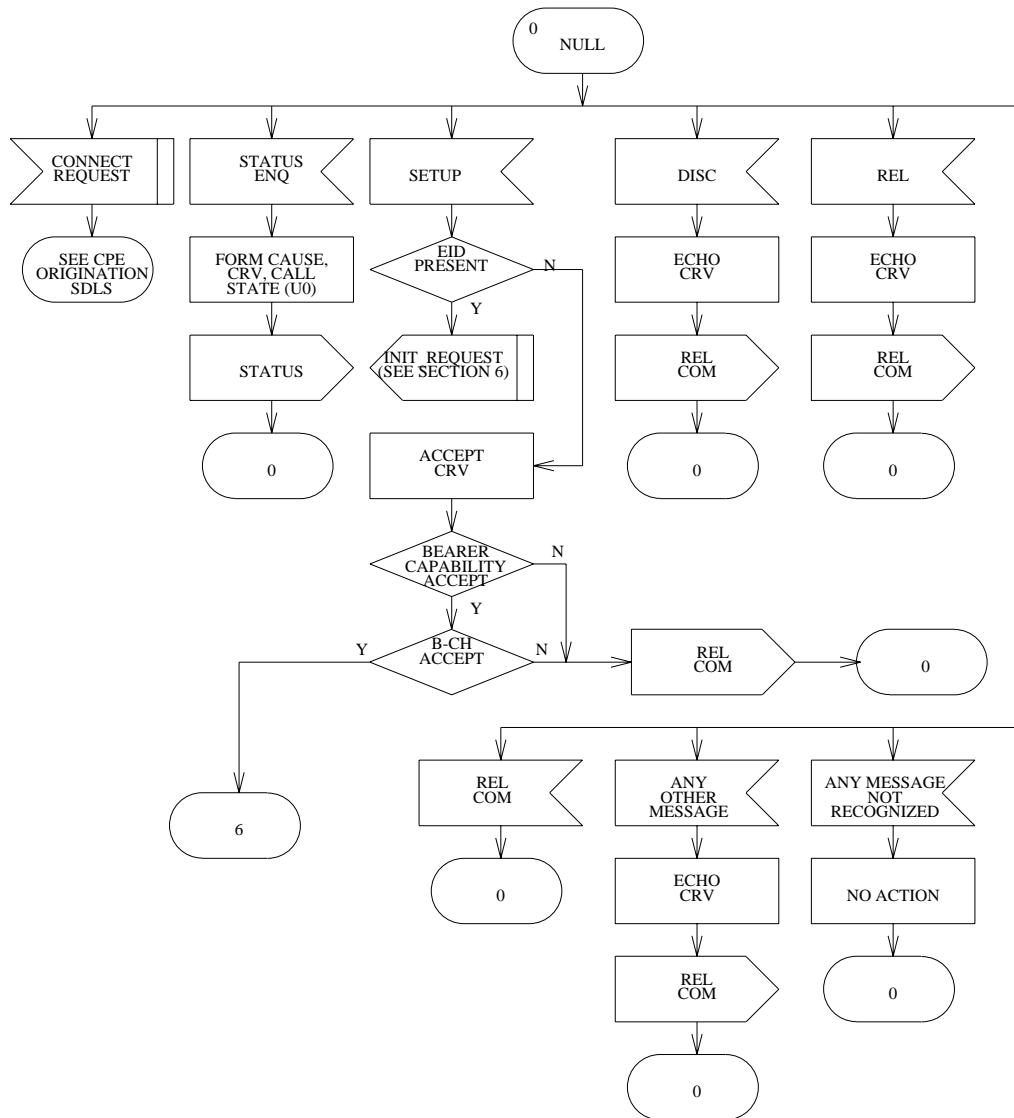 0
NULL
CONNECT
REQUEST
STATUS
ENQ
SETUP
DISC
REL
SEE CPE
ORIGINATION
SDLS
FORM CAUSE,
CRV, CALL
STATE (U0)
EID
PRESENT
N
Y
ECHO
CRV
ECHO
CRV
STATUS
INIT_REQUEST
(SEE SECTION 6)
REL
COM
REL
COM
0
ACCEPT
CRV
0
0
BEARER
CAPABILITY
ACCEPT
N
Y
Y
B-CH
ACCEPT
N
REL
COM
0
REL
COM
ANY
OTHER
MESSAGE
ANY MESSAGE
NOT
RECOGNIZED
6
0
ECHO
CRV
NO ACTION
REL
COM
0
0